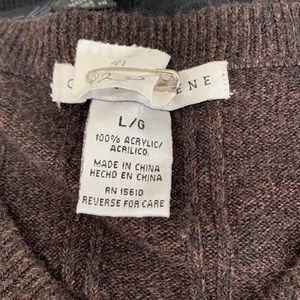 L/G
100% ACRYLIC/
ACRILICO
MADE IN CHINA
HECHO EN CHINA
RN 15610
REVERSE FOR CARE